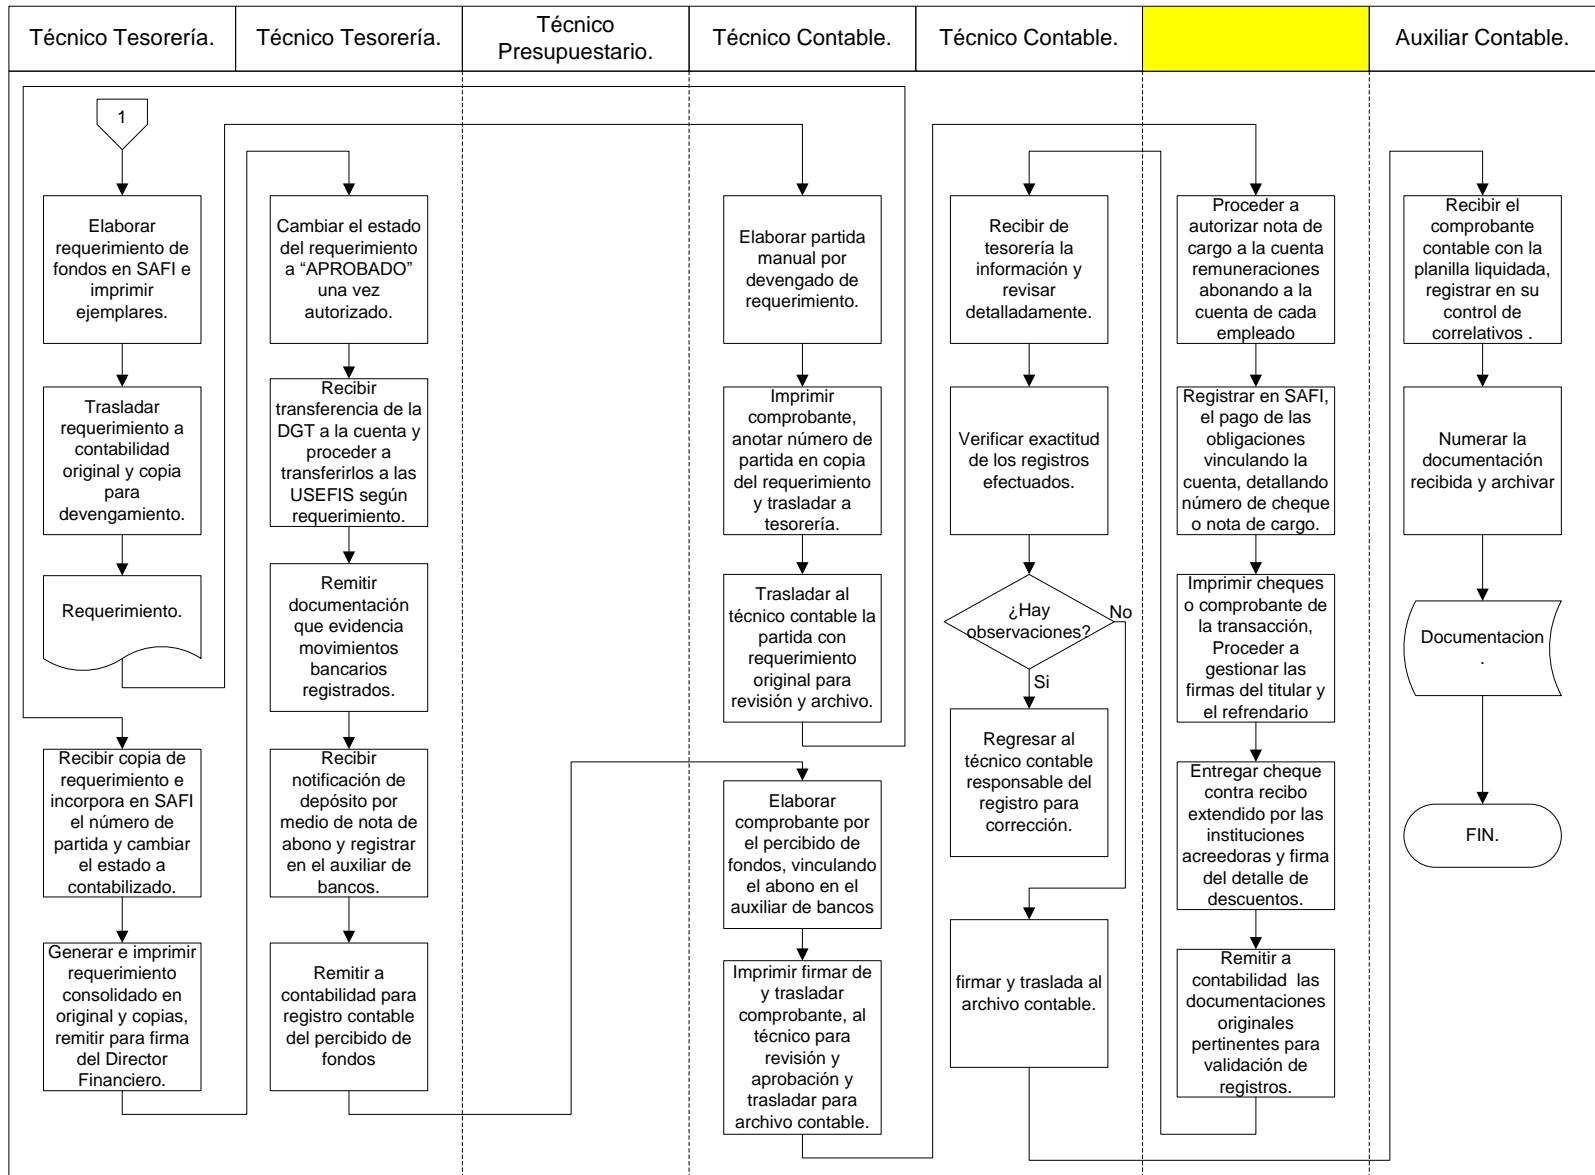 Técnico Tesorería.
Técnico Tesorería.
Técnico
Presupuestario.
Técnico Contable.
Técnico Contable.
Auxiliar Contable.
1
Elaborar
requerimiento de
fondos en SAFI e
imprimir
ejemplares.
Trasladar
requerimiento a
contabilidad
original y copia
para
devengamiento.
Requerimiento.
Recibir copia de
requerimiento e
incorpora en SAFI
el número de
partida y cambiar
el estado a
contabilizado.
Generar e imprimir
requerimiento
consolidado en
original y copias,
remitir para firma
del Director
Financiero.
Cambiar el estado
del requerimiento
a “APROBADO”
una vez
autorizado.
Recibir
transferencia de la
DGT a la cuenta y
proceder a
transferirlos a las
USEFIS según
requerimiento.
Remitir
documentación
que evidencia
movimientos
bancarios
registrados.
Recibir
notificación de
depósito por
medio de nota de
abono y registrar
en el auxiliar de
bancos.
Remitir a
contabilidad para
registro contable
del percibido de
fondos
Elaborar partida
manual por
devengado de
requerimiento.
Imprimir
comprobante,
anotar número de
partida en copia
del requerimiento
y trasladar a
tesorería.
Trasladar al
técnico contable la
partida con
requerimiento
original para
revisión y archivo.
Elaborar
comprobante por
el percibido de
fondos, vinculando
el abono en el
auxiliar de bancos
Imprimir firmar de
y trasladar
comprobante, al
técnico para
revisión y
aprobación y
trasladar para
archivo contable.
Recibir de
tesorería la
información y
revisar
detalladamente.
Verificar exactitud
de los registros
efectuados.
¿Hay
observaciones?
No
Si
Regresar al
técnico contable
responsable del
registro para
corrección.
firmar y traslada al
archivo contable.
Proceder a
autorizar nota de
cargo a la cuenta
remuneraciones
abonando a la
cuenta de cada
empleado
Registrar en SAFI,
el pago de las
obligaciones
vinculando la
cuenta, detallando
número de cheque
o nota de cargo.
Imprimir cheques
o comprobante de
la transacción,
Proceder a
gestionar las
firmas del titular y
el refrendario
Entregar cheque
contra recibo
extendido por las
instituciones
acreedoras y firma
del detalle de
descuentos.
Remitir a
contabilidad las
documentaciones
originales
pertinentes para
validación de
registros.
Recibir el
comprobante
contable con la
planilla liquidada,
registrar en su
control de
correlativos .
Numerar la
documentación
recibida y archivar
Documentacion
.
FIN.